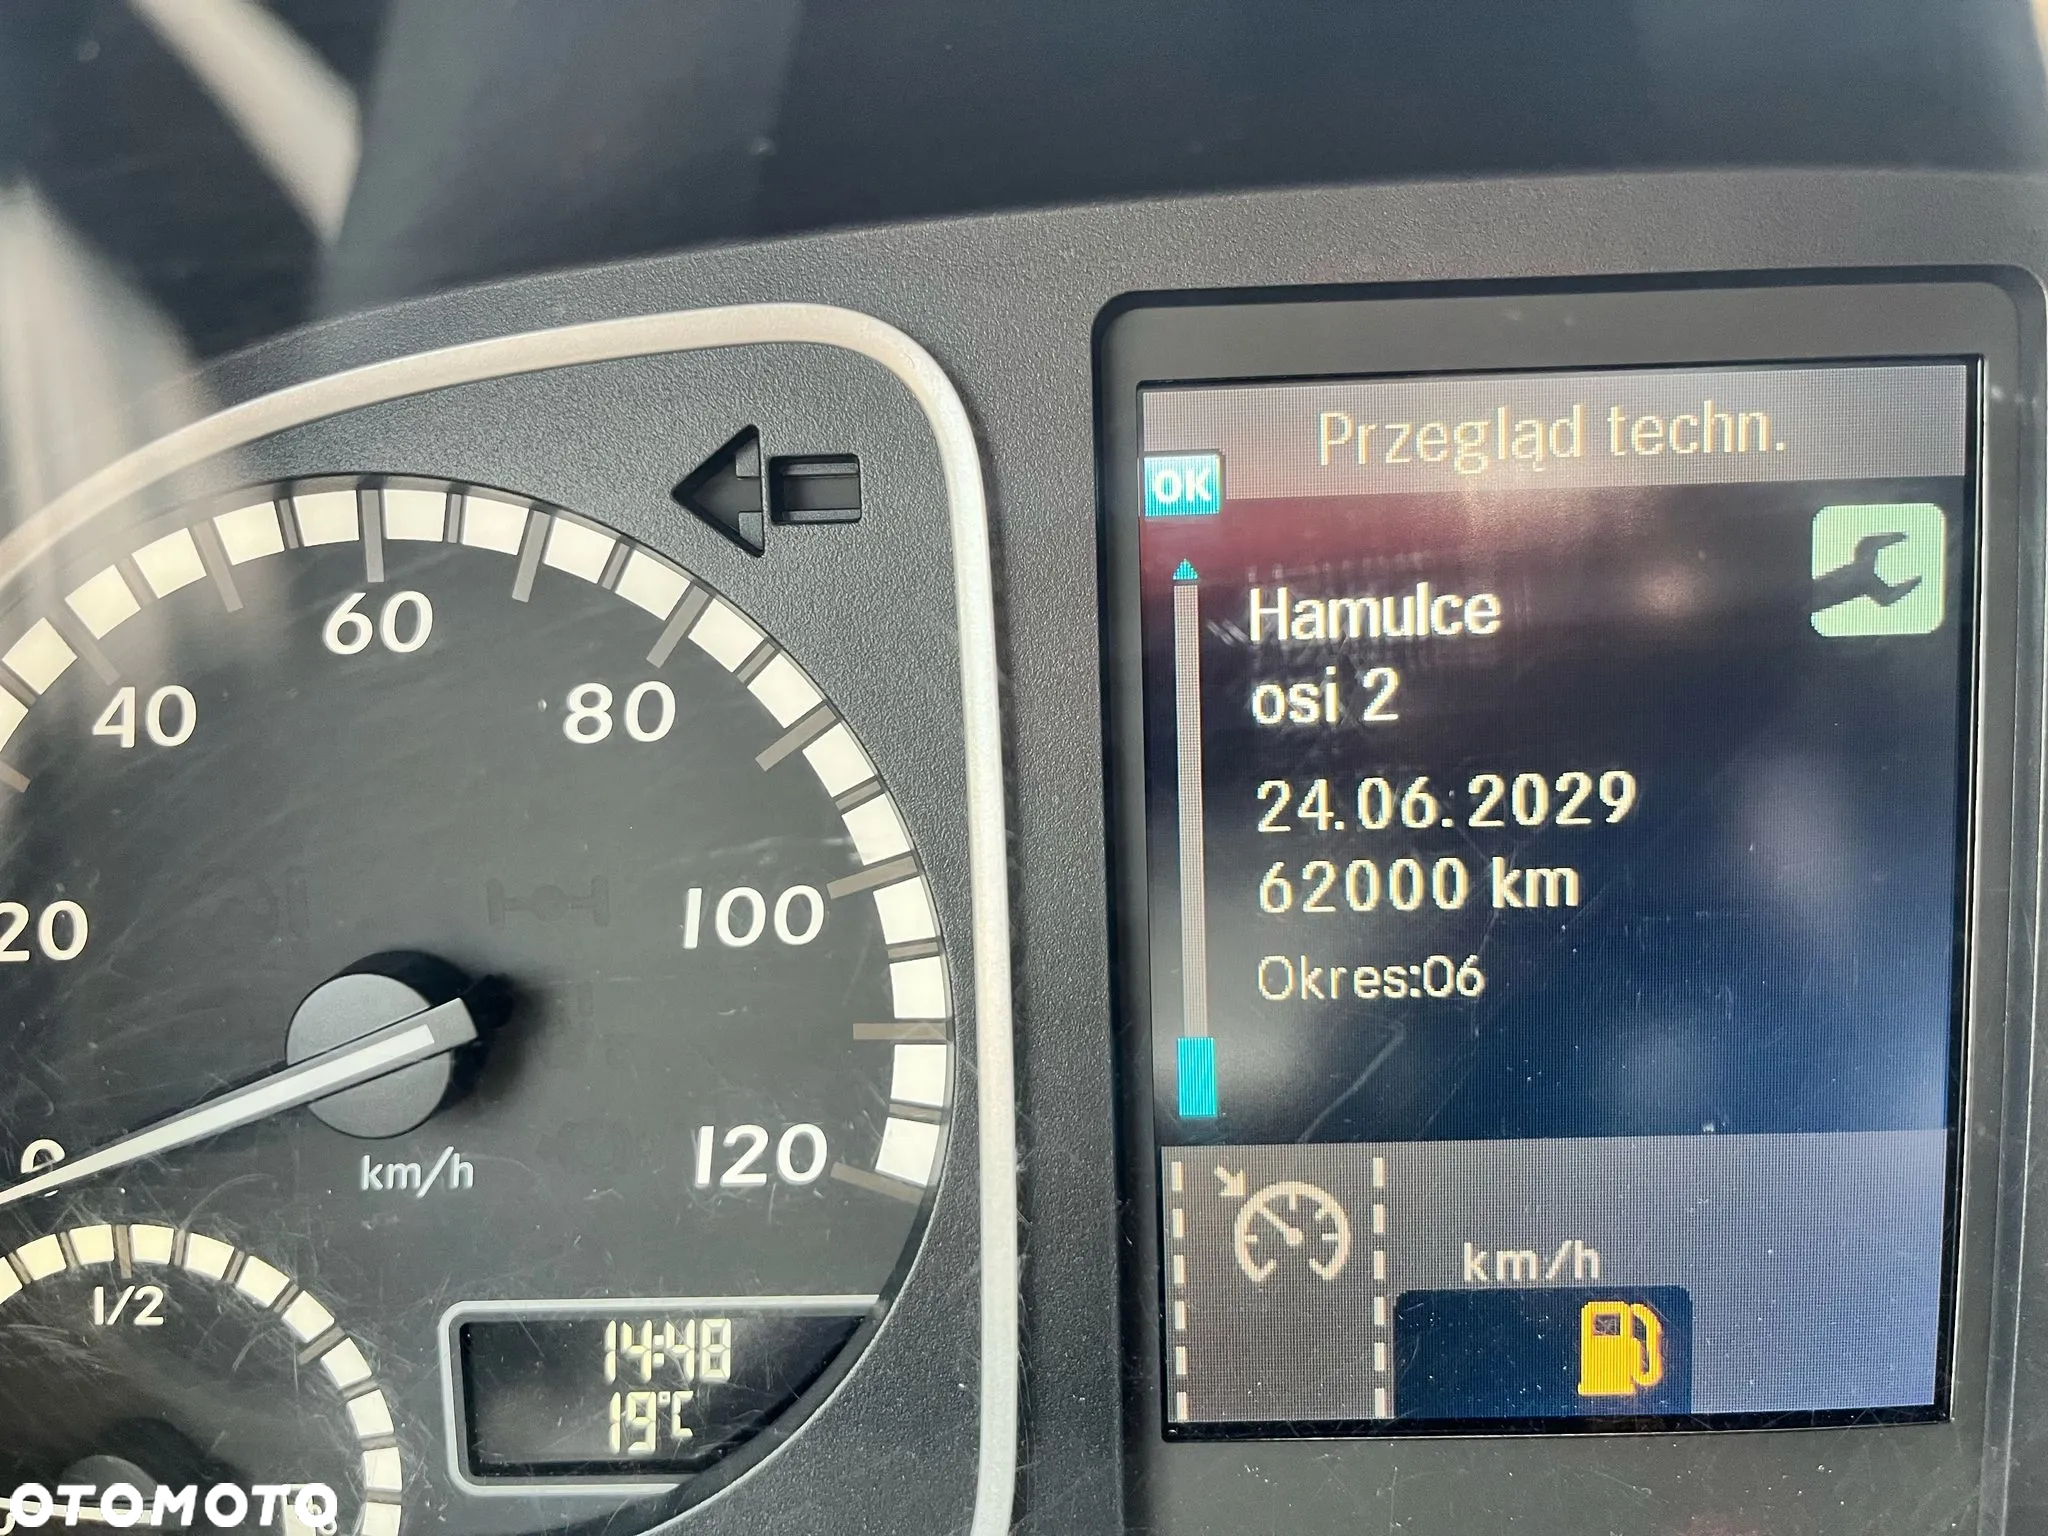 Przegląd techn.
OK
Hamulce
osi 2
24.06.2029
62000 km
Okres:06
km/h
20
40
60
80
100
120
0
km/h
1/2
14:48
19°C
OTOMOTO